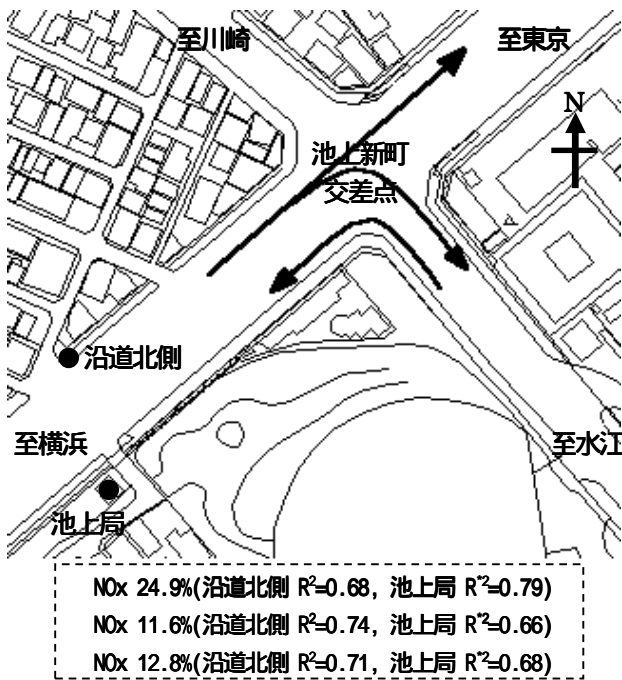 至川崎
至東京
N
池上新町
交差点
沿道北側
至横浜
至水江
池上局
NOx 24.9%(沿道北側 R²=0.68, 池上局 R*²=0.79)
NOx 11.6%(沿道北側 R²=0.74, 池上局 R*²=0.66)
NOx 12.8%(沿道北側 R²=0.71, 池上局 R*²=0.68)